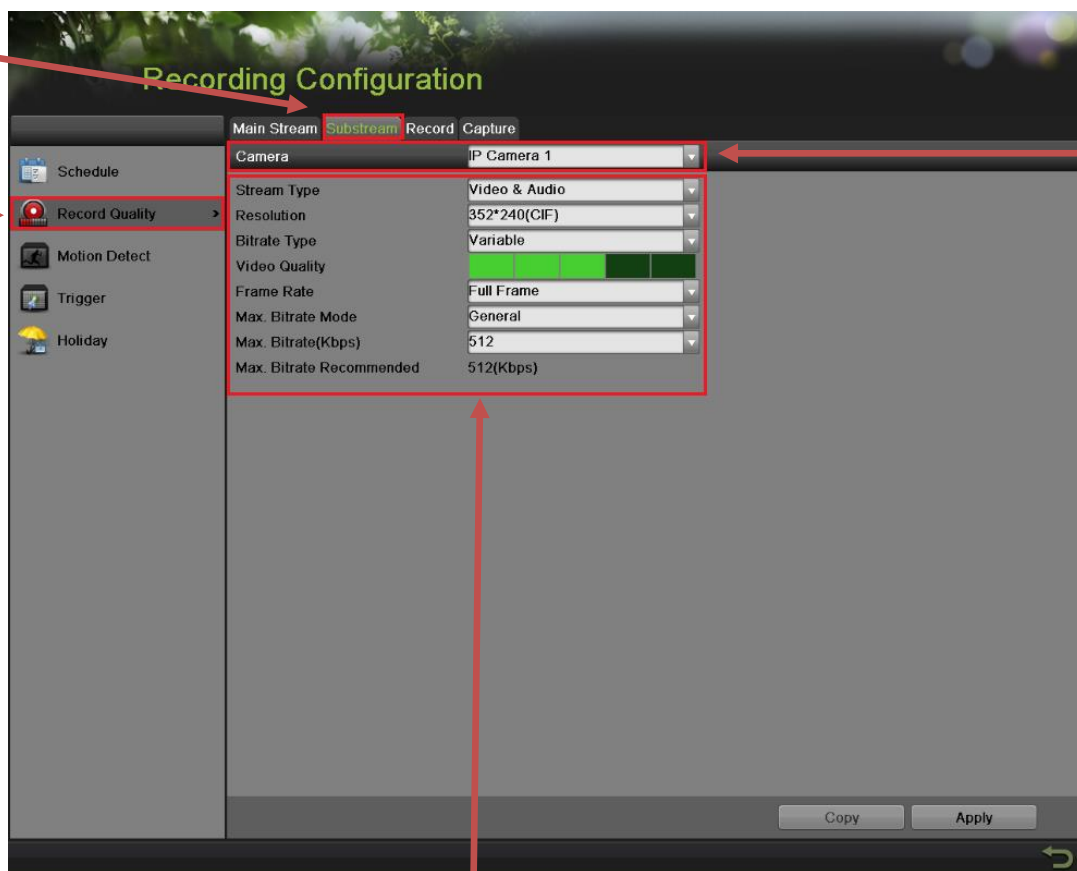 Recording Configuration
Main Stream Substream Record Capture
Camera IP Camera 1
Schedule
Record Quality >
Motion Detect
Trigger
Holiday
Stream Type Video & Audio
Resolution 352*240(CIF)
Bitrate Type Variable
Video Quality
Frame Rate Full Frame
Max. Bitrate Mode General
Max. Bitrate(Kbps) 512
Max. Bitrate Recommended 512(Kbps)
Copy Apply